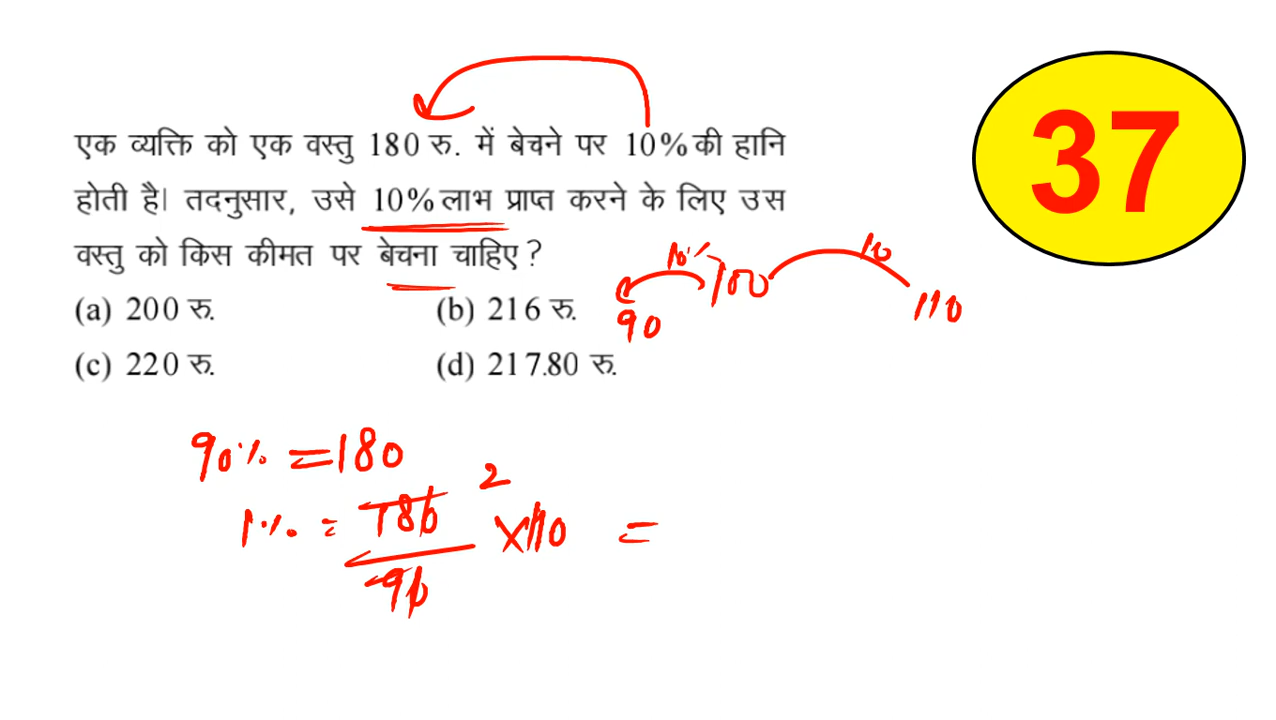 एक व्यक्ति को एक वस्तु 180 रु. में बेचने पर 10% की हानि
होती है। तदनुसार, उसे 10% लाभ प्राप्त करने के लिए उस
वस्तु को किस कीमत पर बेचना चाहिए ?
(a) 200 रु. (b) 216 रु.
(c) 220 रु. (d) 217.80 रु.
37
10% 100 10
90 110
90% = 180
1% = 180/90 2 × 110 =